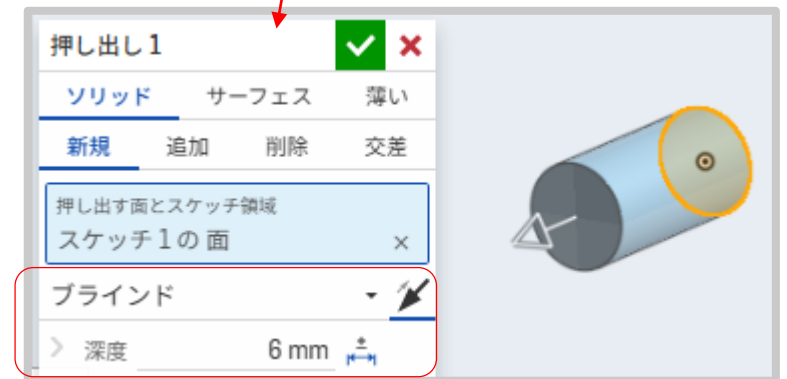 押し出し 1
ソリッド サーフェス 薄い
新規 追加 削除 交差
押し出す面とスケッチ領域
スケッチ 1 の 面
ブラインド
深度 6 mm